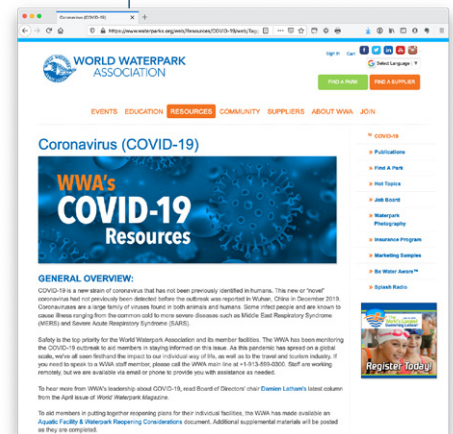 Coronavirus (COVID-19)
https://www.waterparks.org/web/Resources/COVID-19/web/
Sign In Cart
Select Language
WORLD WATERPARK
ASSOCIATION
FIND A PARK
FIND A SUPPLIER
EVENTS EDUCATION RESOURCES COMMUNITY SUPPLIERS ABOUT WWA JOIN
Coronavirus (COVID-19)
WWA's
COVID-19
Resources
GENERAL OVERVIEW:
COVID-19 is a new strain of coronavirus that has not been previously identified in humans. This new or "novel"
coronavirus had not previously been detected before the outbreak was reported in Wuhan, China in December 2019.
Coronaviruses are a large family of viruses found in both animals and humans. Some infect people and are known to
cause illness ranging from the common cold to more severe diseases such as Middle East Respiratory Syndrome
(MERS) and Severe Acute Respiratory Syndrome (SARS).
Safety is the top priority for the World Waterpark Association and its member facilities. The WWA has been monitoring
the COVID-19 outbreak to aid members in staying informed on this issue. As this pandemic has spread on a global
scale, we've all seen firsthand the impact to our individual way of life, as well as to the travel and tourism industry. If
you need to speak to a WWA staff member, please call the WWA main line at +1-913-599-0300. Staff are working
remotely, but we are available via email or phone to provide you with assistance as needed.
To hear more from WWA's leadership about COVID-19, read Board of Directors' chair Damien Latham's latest column
from the April issue of World Waterpark Magazine.
To aid members in putting together reopening plans for their individual facilities, the WWA has made available an
Aquatic Facility & Waterpark Reopening Considerations document. Additional supplemental materials will be posted
as they are completed.
COVID-19
» Publications
» Find A Park
» Hot Topics
» Job Board
» Waterpark
Photography
» Insurance Program
» Marketing Samples
» Be Water Aware™
» Splash Radio
The
World's Largest
Swimming Lesson
Register Today!